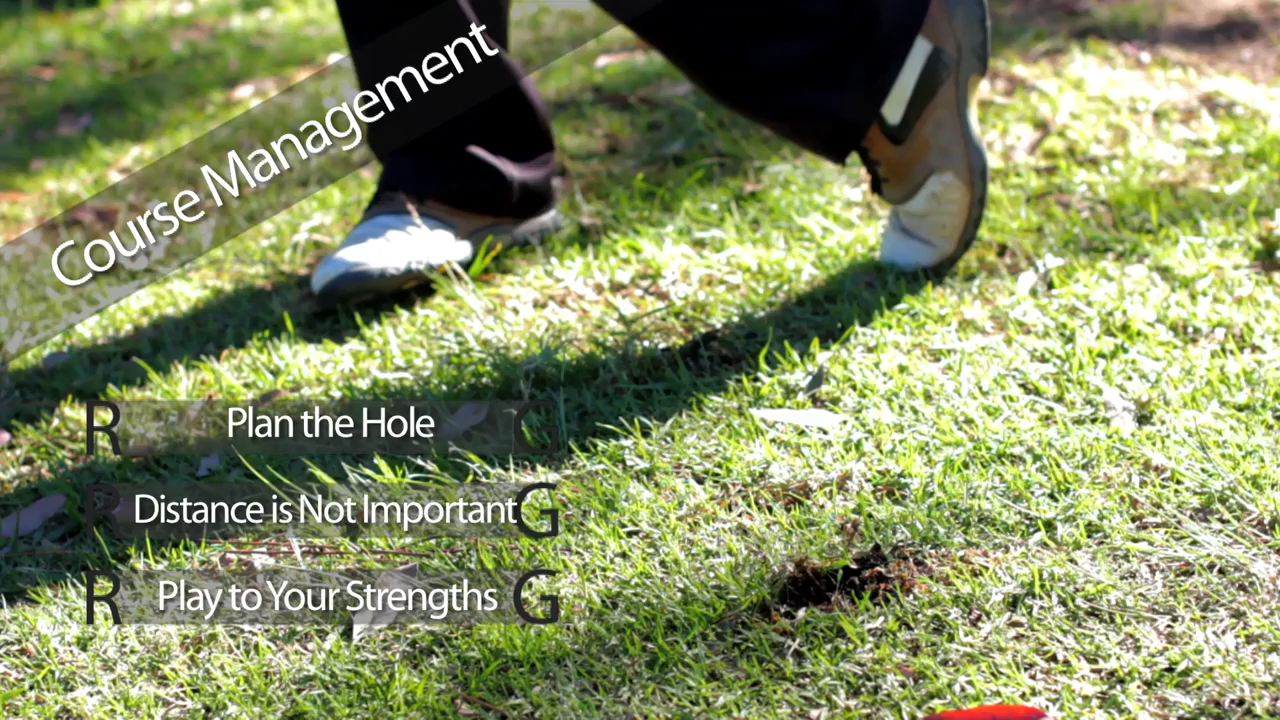 Course Management
R Plan the Hole G
R Distance is Not Important G
R Play to Your Strengths G